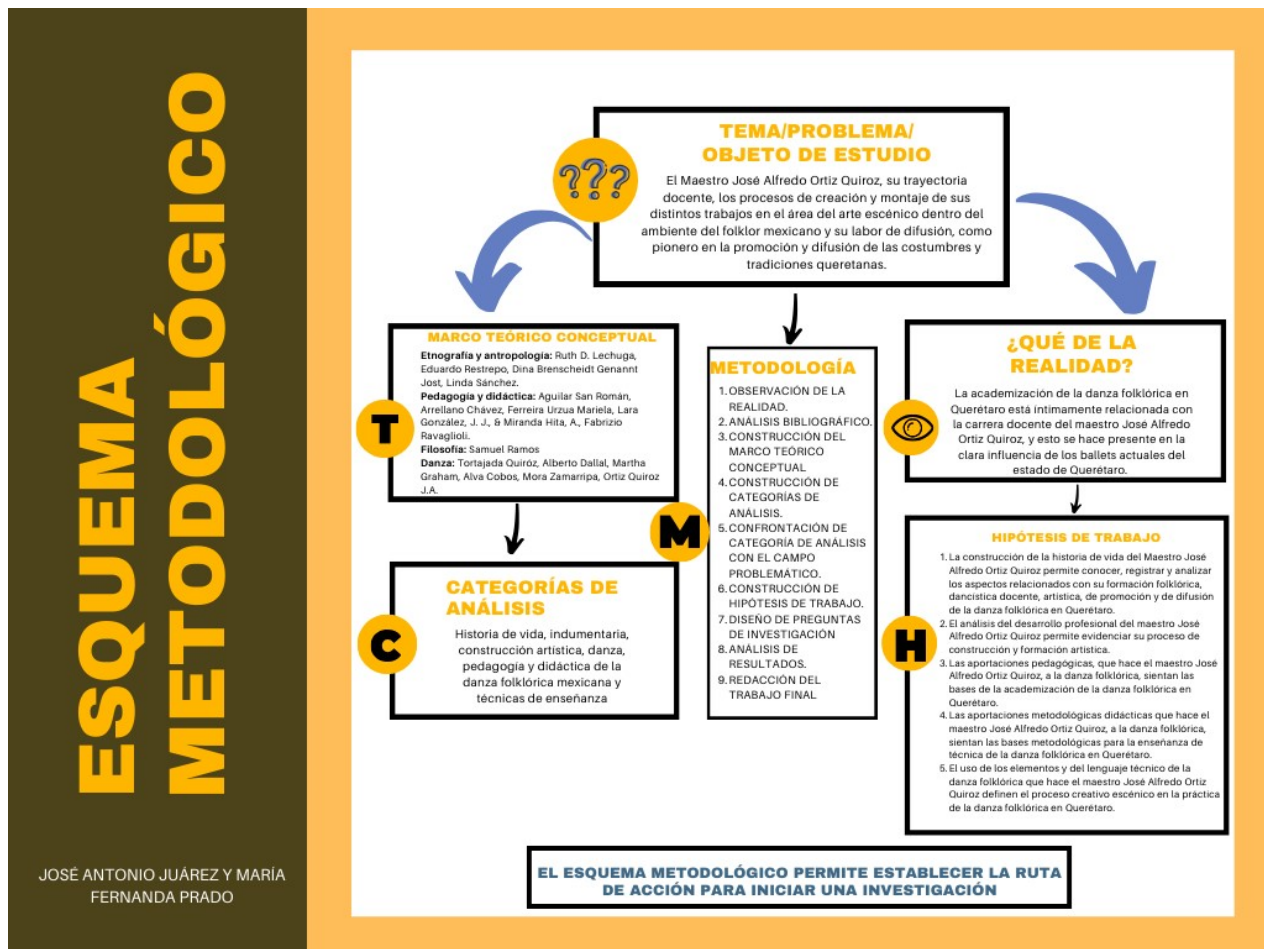 ESQUEMA
METODOLÓGICO
JOSÉ ANTONIO JUÁREZ Y MARÍA
FERNANDA PRADO
???
TEMA/PROBLEMA/
OBJETO DE ESTUDIO
El Maestro José Alfredo Ortiz Quiroz, su trayectoria
docente, los procesos de creación y montaje de sus
distintos trabajos en el área del arte escénico dentro del
ambiente del folklor mexicano y su labor de difusión, como
pionero en la promoción y difusión de las costumbres y
tradiciones queretanas.
T
MARCO TEÓRICO CONCEPTUAL
Etnografía y antropología: Ruth D. Lechuga,
Eduardo Restrepo, Dina Brenscheidt Genannt
Jost, Linda Sánchez.
Pedagogía y didáctica: Aguilar San Román,
Arrellano Chávez, Ferreira Urzua Mariela, Lara
González, J. J., & Miranda Hita, A., Fabrizio
Ravaglioli.
Filosofía: Samuel Ramos
Danza: Tortajada Quiróz, Alberto Dallal, Martha
Graham, Alva Cobos, Mora Zamarripa, Ortiz Quiroz
J.A.
C
CATEGORÍAS DE
ANÁLISIS
Historia de vida, indumentaria,
construcción artística, danza,
pedagogía y didáctica de la
danza folklórica mexicana y
técnicas de enseñanza
M
METODOLOGÍA
1. OBSERVACIÓN DE LA
REALIDAD.
2. ANÁLISIS BIBLIOGRÁFICO.
3. CONSTRUCCIÓN DEL
MARCO TEÓRICO
CONCEPTUAL
4. CONSTRUCCIÓN DE
CATEGORÍAS DE
ANÁLISIS.
5. CONFRONTACIÓN DE
CATEGORÍA DE ANÁLISIS
CON EL CAMPO
PROBLEMÁTICO.
6. CONSTRUCCIÓN DE
HIPÓTESIS DE TRABAJO.
7. DISEÑO DE PREGUNTAS
DE INVESTIGACIÓN
8. ANÁLISIS DE
RESULTADOS.
9. REDACCIÓN DEL
TRABAJO FINAL
¿QUÉ DE LA
REALIDAD?
La academización de la danza folklórica en
Querétaro está íntimamente relacionada con
la carrera docente del maestro José Alfredo
Ortiz Quiroz, y esto se hace presente en la
clara influencia de los ballets actuales del
estado de Querétaro.
H
HIPÓTESIS DE TRABAJO
1. La construcción de la historia de vida del Maestro José
Alfredo Ortiz Quiroz permite conocer, registrar y analizar
los aspectos relacionados con su formación folklórica,
dancística docente, artística, de promoción y de difusión
de la danza folklórica en Querétaro.
2. El análisis del desarrollo profesional del maestro José
Alfredo Ortiz Quiroz permite evidenciar su proceso de
construcción y formación artística.
3. Las aportaciones pedagógicas, que hace el maestro José
Alfredo Ortiz Quiroz, a la danza folklórica, sientan las
bases de la academización de la danza folklórica en
Querétaro.
4. Las aportaciones metodológicas didácticas que hace el
maestro José Alfredo Ortiz Quiroz, a la danza folklórica,
sientan las bases metodológicas para la enseñanza de
técnica de la danza folklórica en Querétaro.
5. El uso de los elementos y del lenguaje técnico de la
danza folklórica que hace el maestro José Alfredo Ortiz
Quiroz definen el proceso creativo escénico en la práctica
de la danza folklórica en Querétaro.
EL ESQUEMA METODOLÓGICO PERMITE ESTABLECER LA RUTA
DE ACCIÓN PARA INICIAR UNA INVESTIGACIÓN